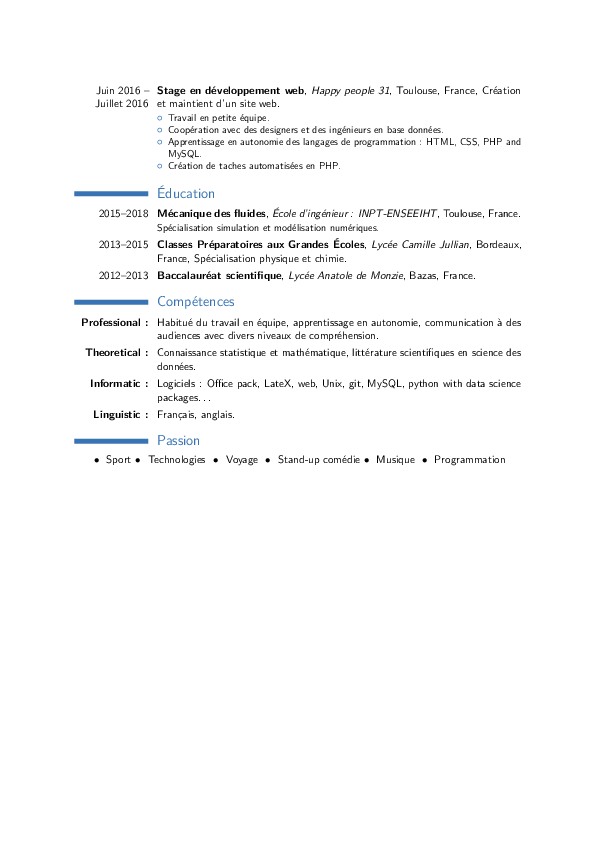 Juin 2016 – Stage en développement web, Happy people 31, Toulouse, France, Création
Juillet 2016 et maintient d'un site web.
○ Travail en petite équipe.
○ Coopération avec des designers et des ingénieurs en base données.
○ Apprentissage en autonomie des langages de programmation : HTML, CSS, PHP and
MySQL.
○ Création de taches automatisées en PHP.
Éducation
2015–2018 Mécanique des fluides, École d'ingénieur : INPT-ENSEEIHT, Toulouse, France.
Spécialisation simulation et modélisation numériques.
2013–2015 Classes Préparatoires aux Grandes Écoles, Lycée Camille Jullian, Bordeaux,
France, Spécialisation physique et chimie.
2012–2013 Baccalauréat scientifique, Lycée Anatole de Monzie, Bazas, France.
Compétences
Professional : Habitué du travail en équipe, apprentissage en autonomie, communication à des
audiences avec divers niveaux de compréhension.
Theoretical : Connaissance statistique et mathématique, littérature scientifiques en science des
données.
Informatic : Logiciels : Office pack, LateX, web, Unix, git, MySQL, python with data science
packages. . .
Linguistic : Français, anglais.
Passion
● Sport ● Technologies ● Voyage ● Stand-up comédie ● Musique ● Programmation